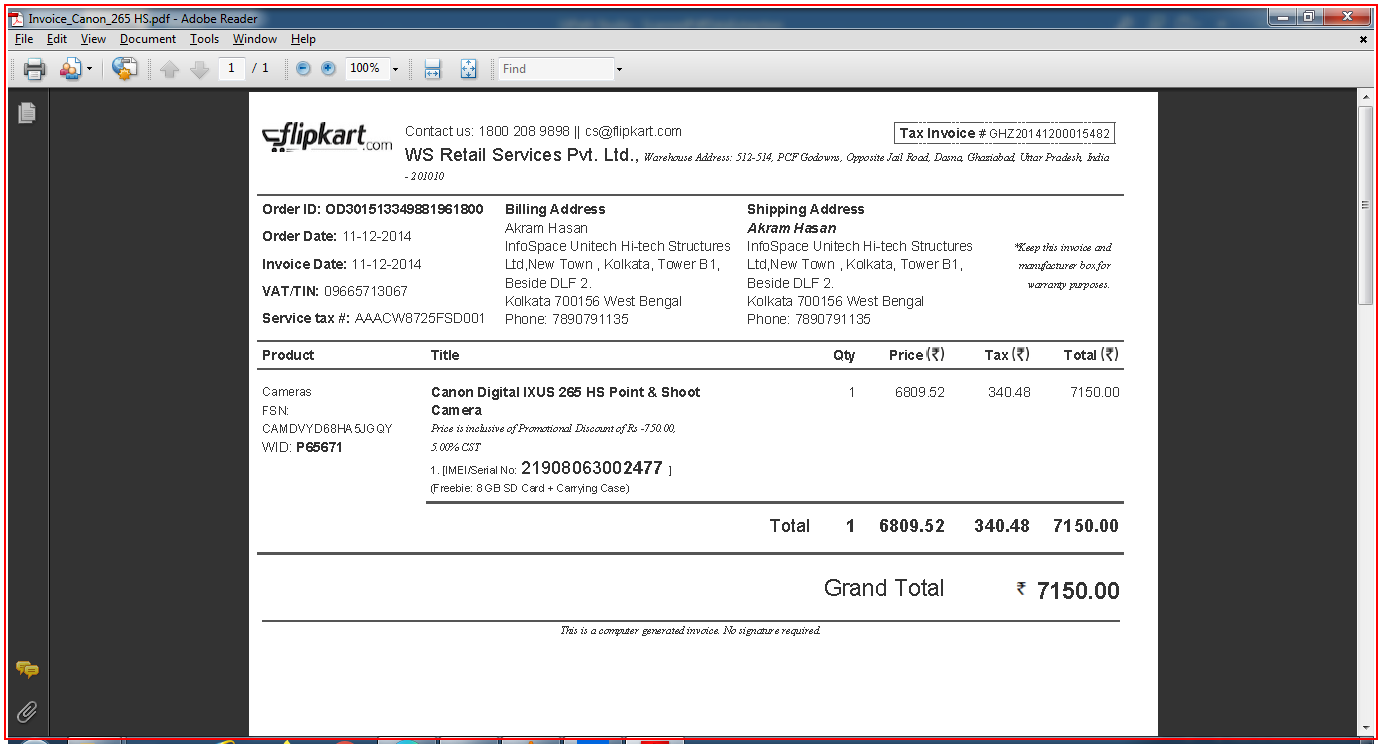 Invoice_Canon_265 HS.pdf - Adobe Reader
File Edit View Document Tools Window Help
1 / 1 100% Find
flipkart.com
Contact us: 1800 208 9898 || cs@flipkart.com
Tax Invoice # GHZ20141200015482
WS Retail Services Pvt. Ltd., Warehouse Address: 512-514, PCF Godowns, Opposite Jail Road, Dasna, Ghaziabad, Uttar Pradesh, India
- 201010
Order ID: OD301513349881961800
Order Date: 11-12-2014
Invoice Date: 11-12-2014
VAT/TIN: 09665713067
Service tax #: AAACW8725FSD001
Billing Address
Akram Hasan
InfoSpace Unitech Hi-tech Structures
Ltd,New Town , Kolkata, Tower B1,
Beside DLF 2.
Kolkata 700156 West Bengal
Phone: 7890791135
Shipping Address
Akram Hasan
InfoSpace Unitech Hi-tech Structures
Ltd,New Town , Kolkata, Tower B1,
Beside DLF 2.
Kolkata 700156 West Bengal
Phone: 7890791135
*Keep this invoice and
manufacturer box for
warranty purposes.
Product Title Qty Price (₹) Tax (₹) Total (₹)
Cameras
FSN:
CAMDVYD68HA5JGQY
WID: P65671
Canon Digital IXUS 265 HS Point & Shoot
Camera
Price is inclusive of Promotional Discount of Rs -750.00,
5.00% CST
1. [IMEI/Serial No: 21908063002477 ]
(Freebie: 8 GB SD Card + Carrying Case)
1 6809.52 340.48 7150.00
Total 1 6809.52 340.48 7150.00
Grand Total ₹ 7150.00
This is a computer generated invoice. No signature required.